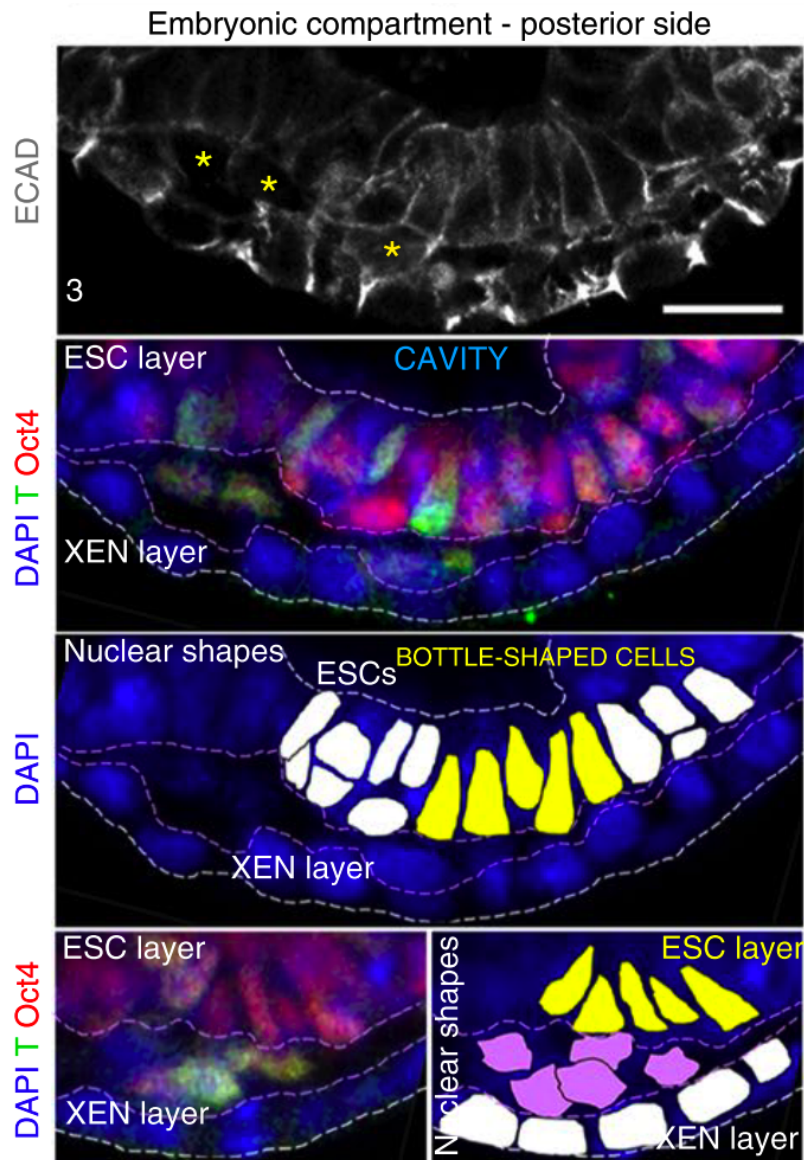 Embryonic compartment - posterior side
ECAD
* * *
3
DAPI T Oct4
ESC layer
CAVITY
XEN layer
DAPI
Nuclear shapes
ESCs
BOTTLE-SHAPED CELLS
XEN layer
DAPI T Oct4
ESC layer
XEN layer
Nuclear shapes
ESC layer
XEN layer